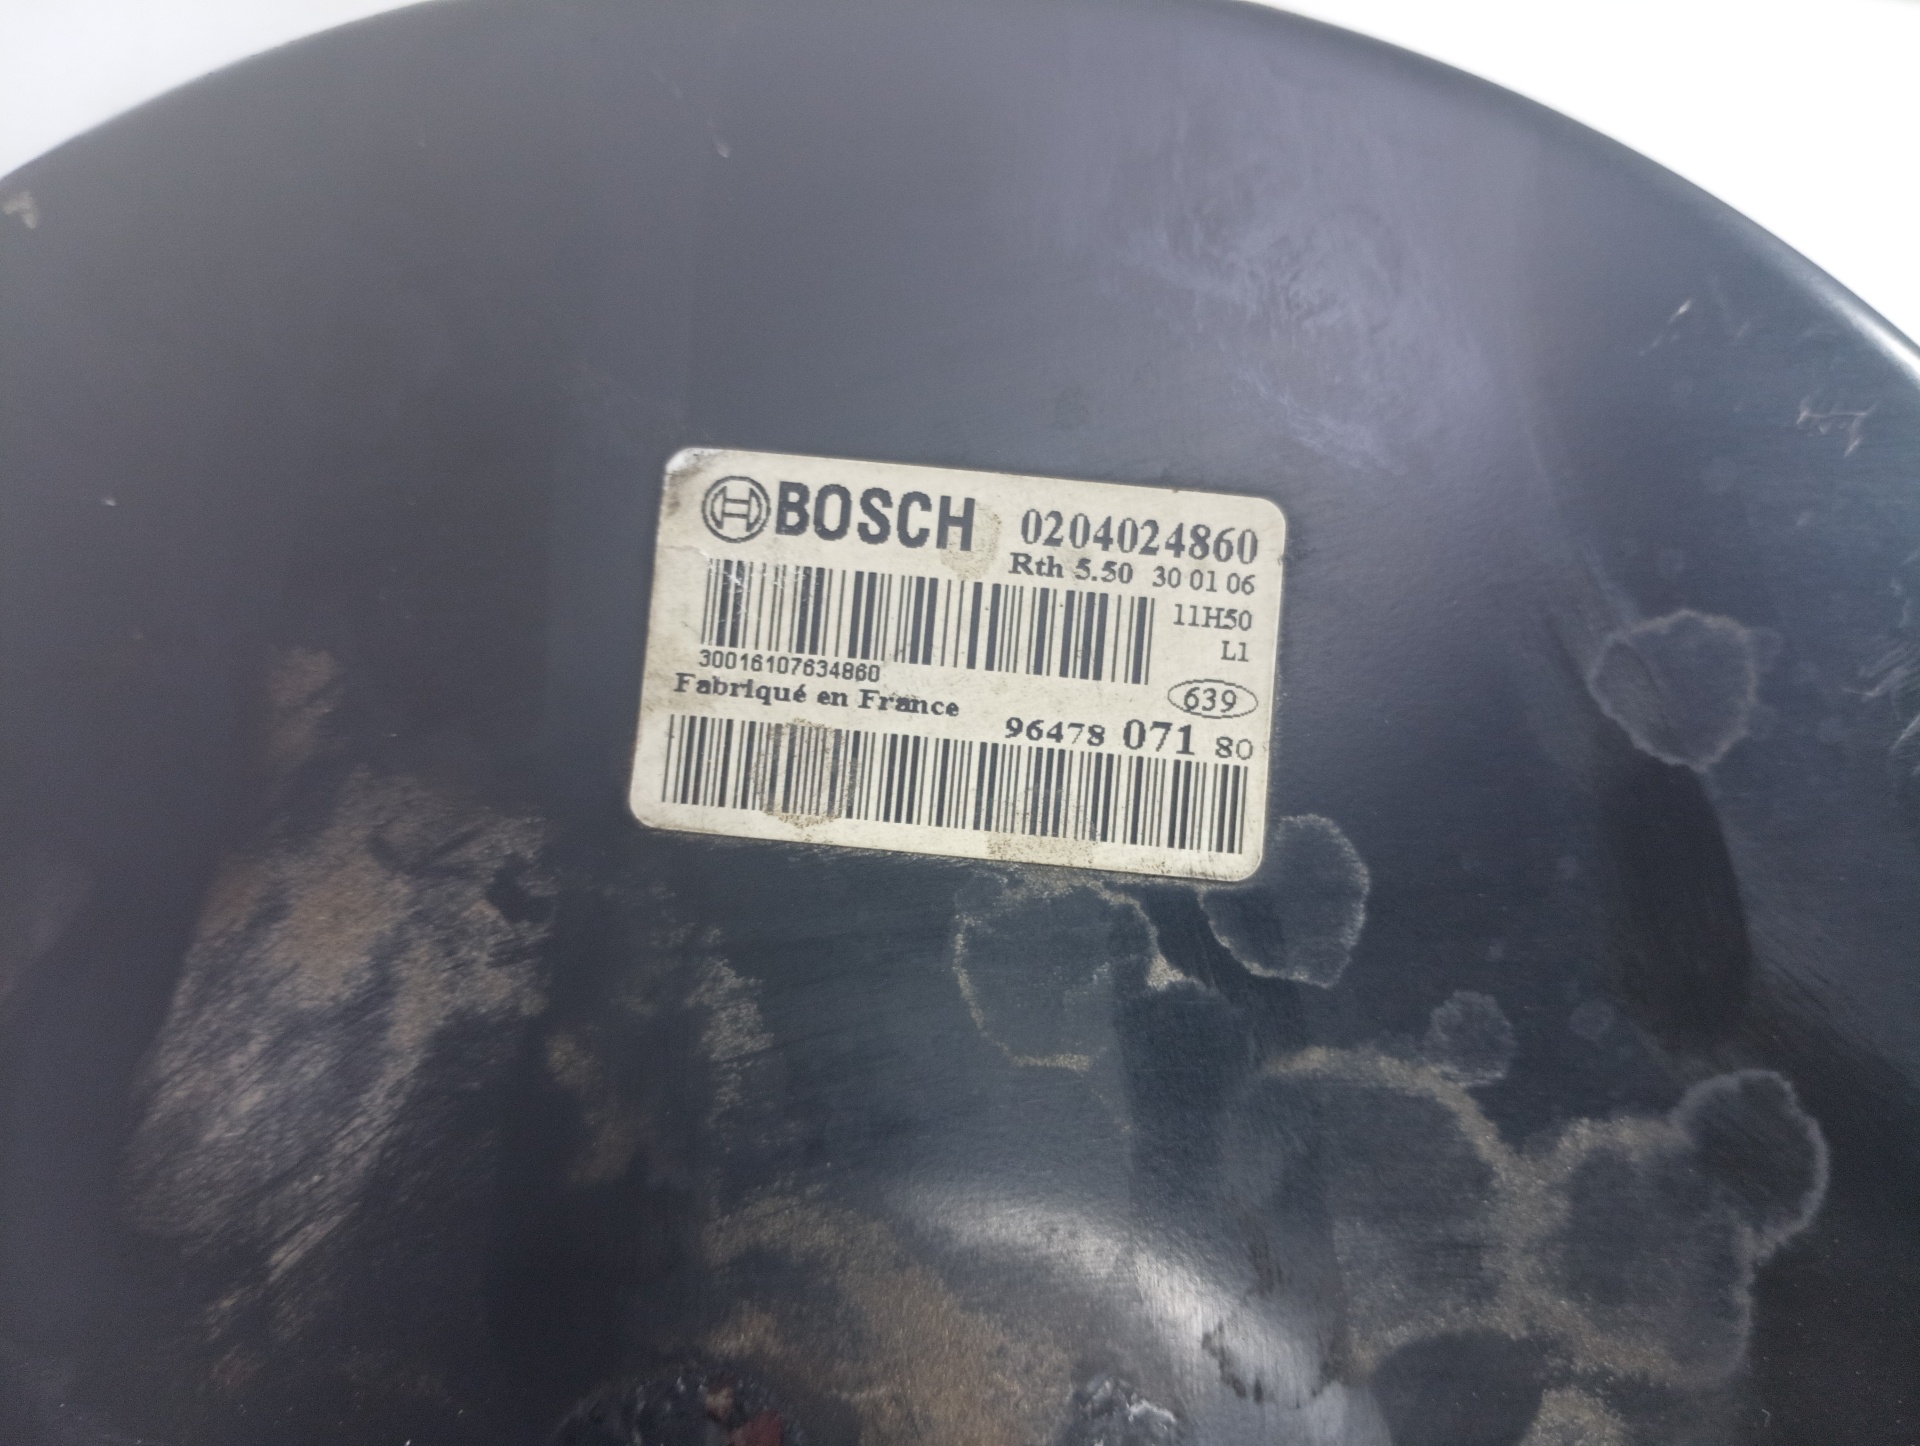 BOSCH 0204024860
Rth 5.50 30 01 06
11H50
L1
30016107634860
Fabriqué en France
639
96478 071 80